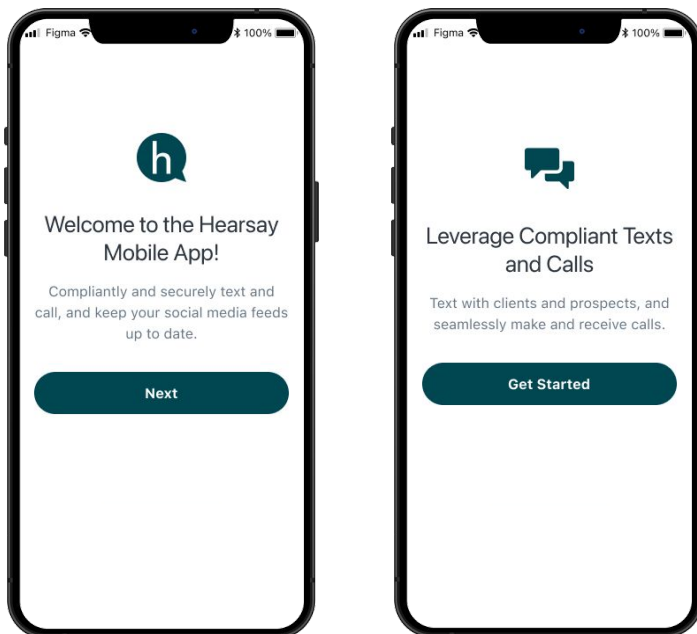 Figma 100%
h
Welcome to the Hearsay
Mobile App!
Compliantly and securely text and
call, and keep your social media feeds
up to date.
Next
Figma 100%
Leverage Compliant Texts
and Calls
Text with clients and prospects, and
seamlessly make and receive calls.
Get Started